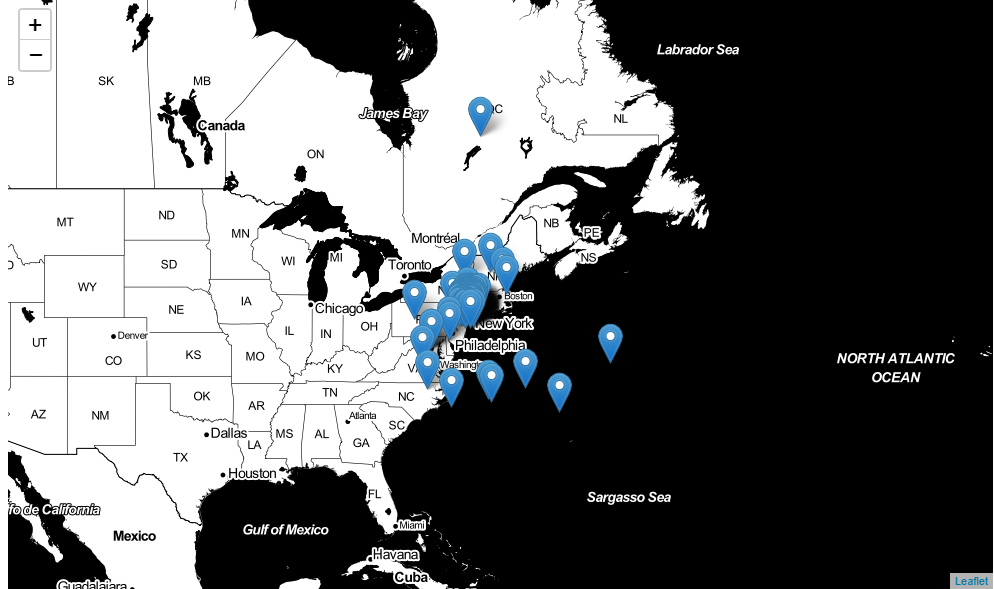 +
−
Labrador Sea
B
SK
MB
James Bay
QC
NL
Canada
ON
MT
ND
MN
NB
PE
Montréal
WI
MI
Toronto
NS
D
SD
WY
IA
Chicago
Boston
NE
IL
IN
OH
New York
UT
Denver
CO
KS
MO
KY
Philadelphia
Washingt
NORTH ATLANTIC
OCEAN
TN
NC
OK
AR
AZ
NM
Atlanta
SC
Dallas
MS
AL
GA
LA
TX
Houston
FL
Sargasso Sea
fo de California
Gulf of Mexico
Miami
Mexico
Havana
Cuba
Guadalajara
Leaflet